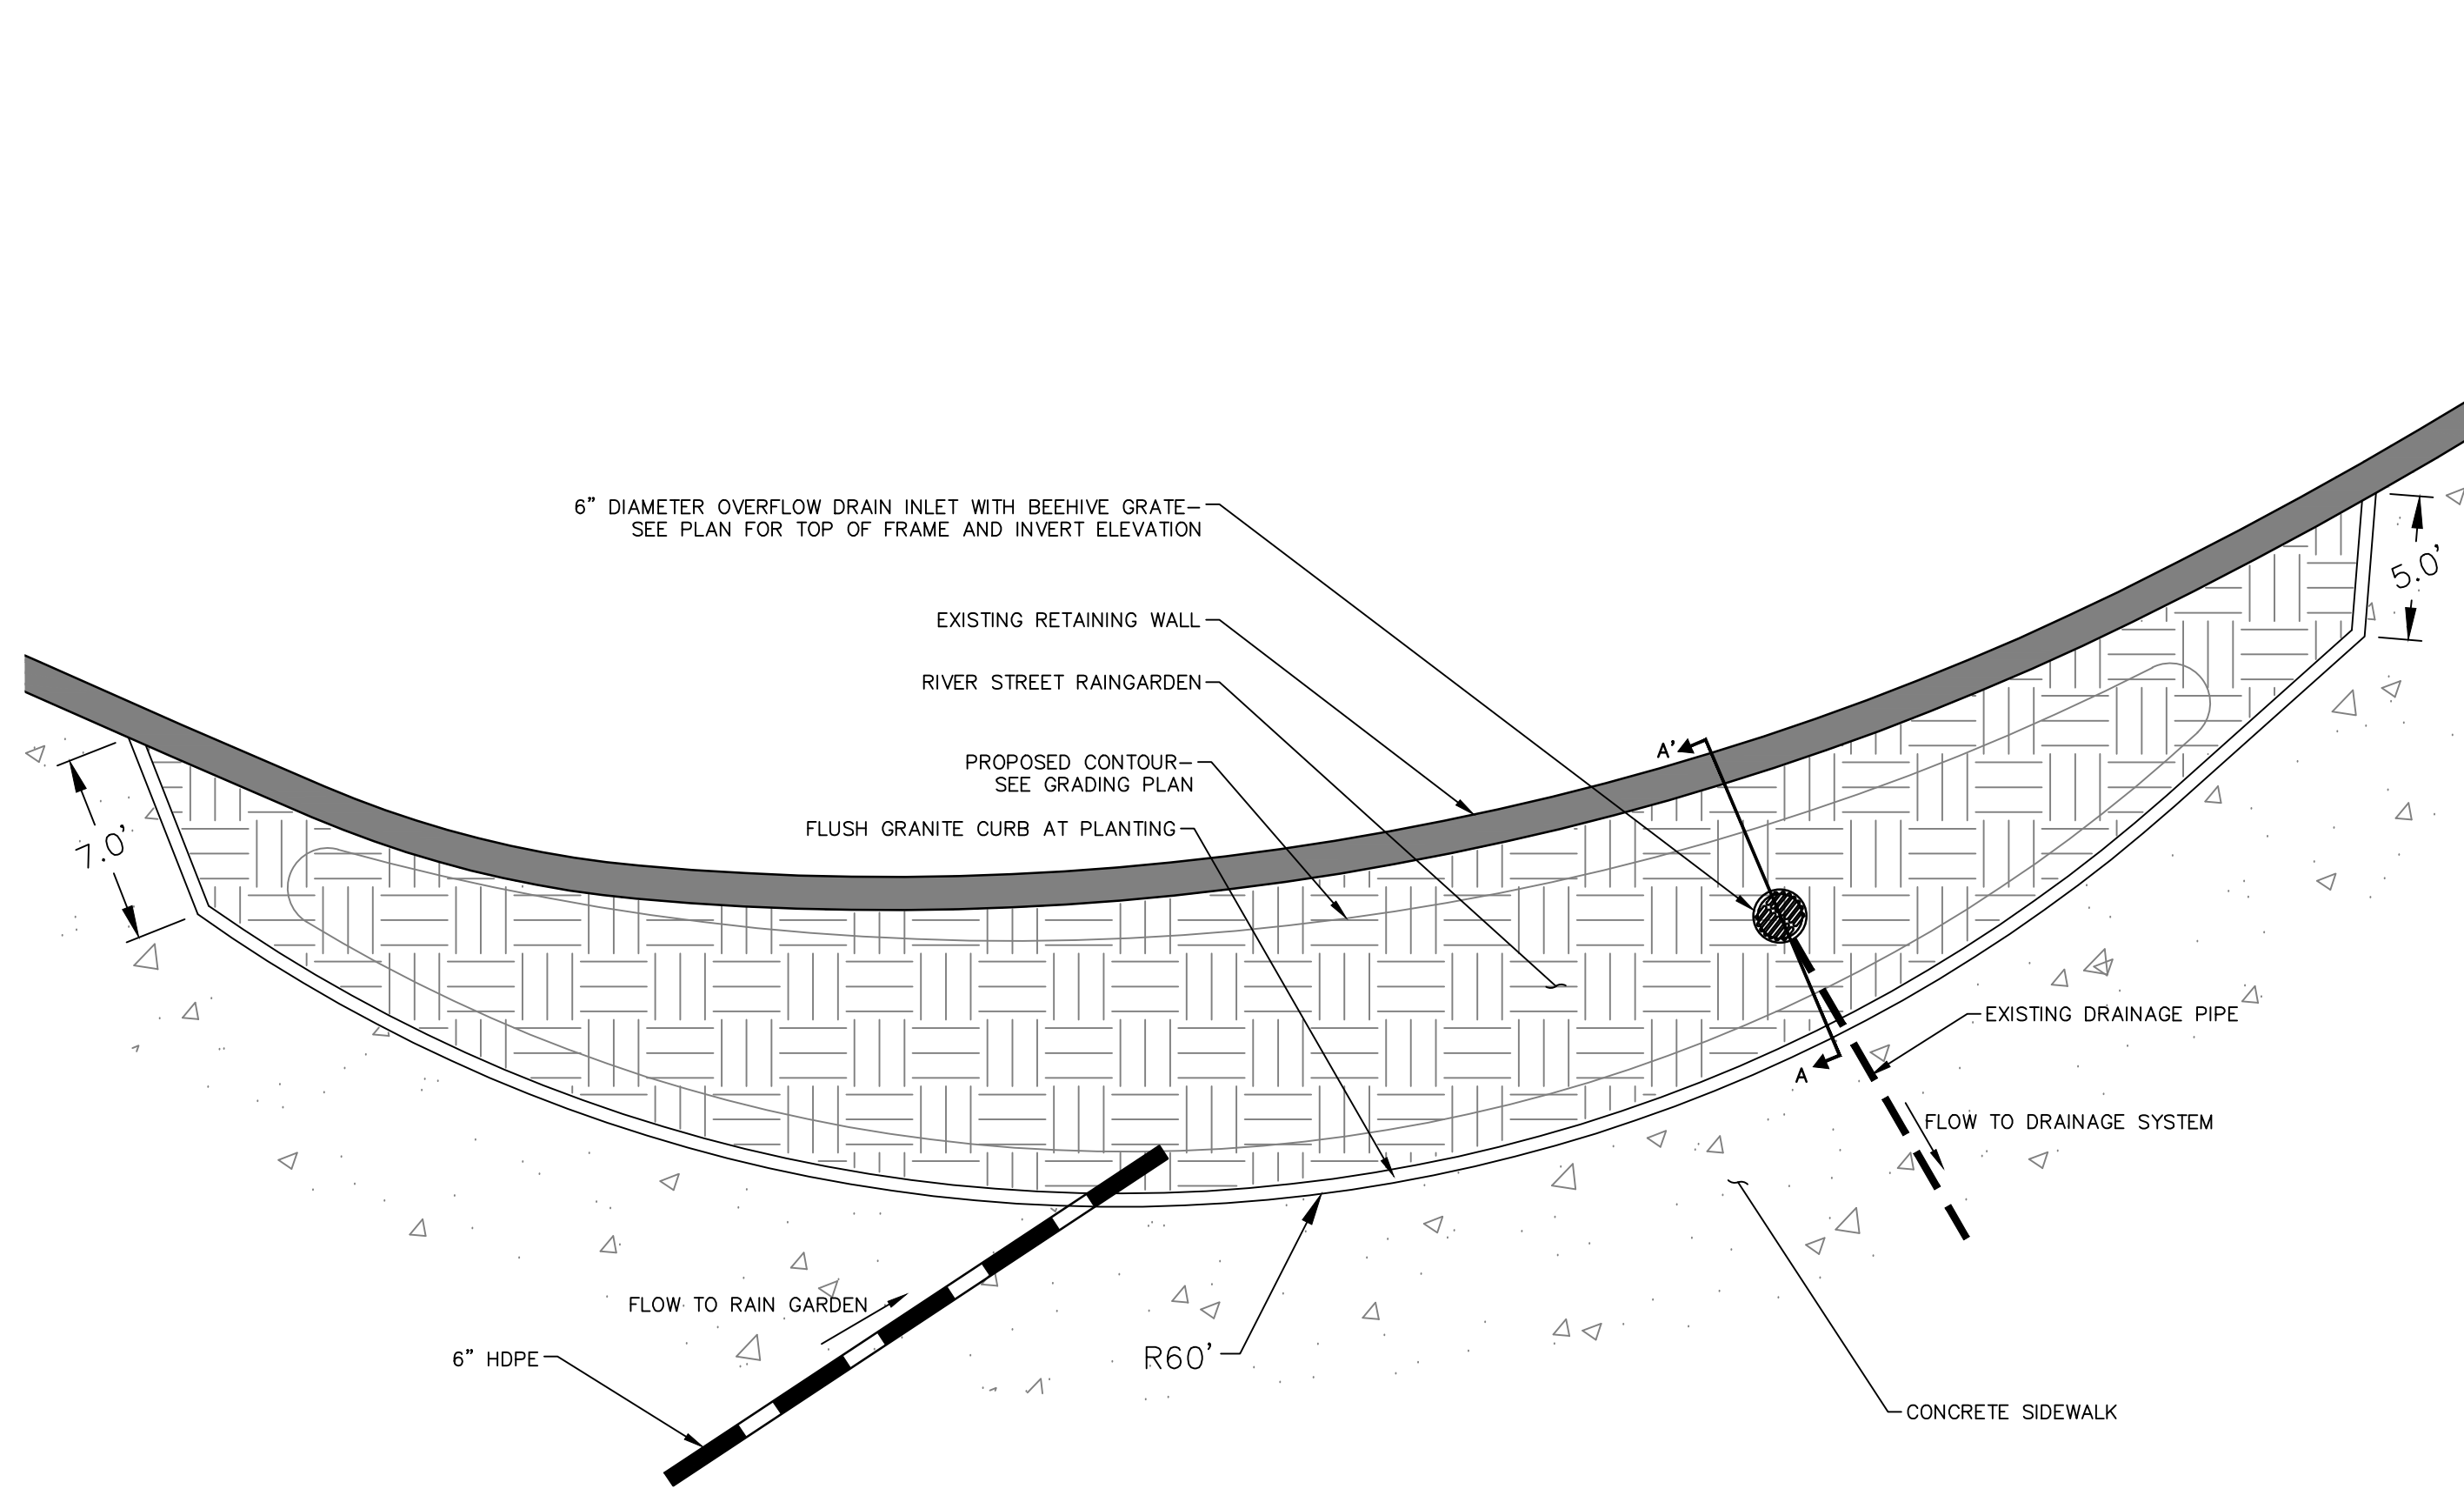 6" DIAMETER OVERFLOW DRAIN INLET WITH BEEHIVE GRATE–
SEE PLAN FOR TOP OF FRAME AND INVERT ELEVATION
5.0'
EXISTING RETAINING WALL
RIVER STREET RAINGARDEN
A'
PROPOSED CONTOUR–
SEE GRADING PLAN
FLUSH GRANITE CURB AT PLANTING
7.0'
EXISTING DRAINAGE PIPE
A
FLOW TO DRAINAGE SYSTEM
FLOW TO RAIN GARDEN
6" HDPE
R60'
CONCRETE SIDEWALK